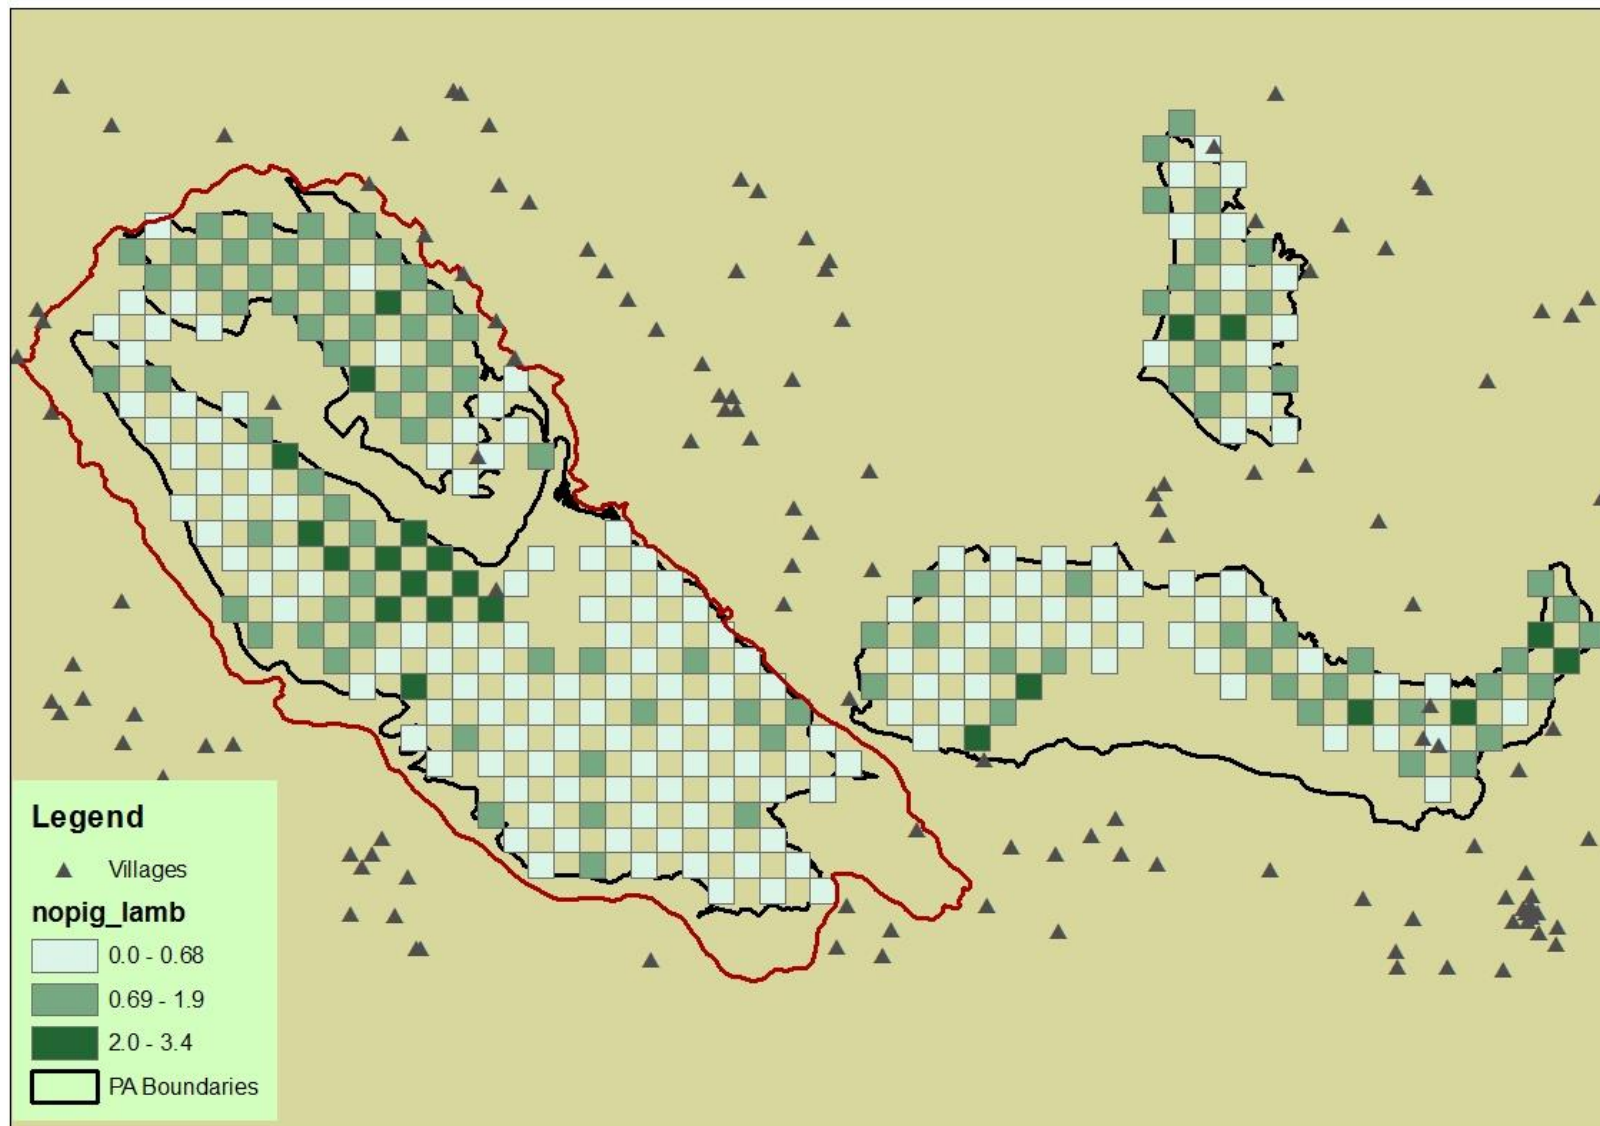 Legend
Villages
nopig_lamb
0.0 - 0.68
0.69 - 1.9
2.0 - 3.4
PA Boundaries